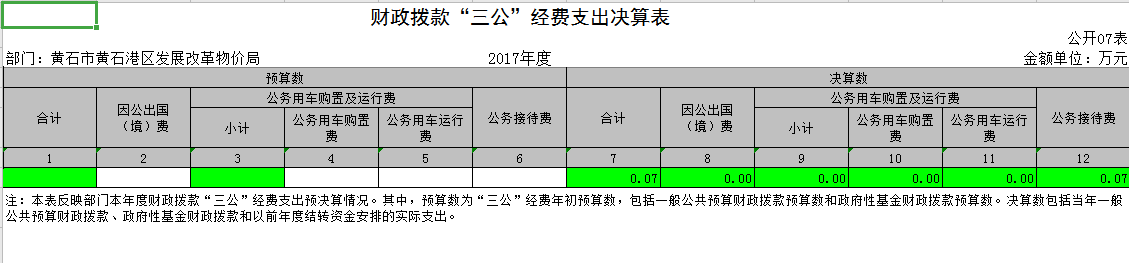 财政拨款“三公”经费支出决算表
公开07表
部门：黄石市黄石港区发展改革物价局 2017年度 金额单位：万元
预算数 决算数
合计 因公出国（境）费 公务用车购置及运行费 公务接待费 合计 因公出国（境）费 公务用车购置及运行费 公务接待费
小计 公务用车购置费 公务用车运行费 小计 公务用车购置费 公务用车运行费
1 2 3 4 5 6 7 8 9 10 11 12
0.07 0.00 0.00 0.00 0.00 0.07
注：本表反映部门本年度财政拨款“三公”经费支出预决算情况。其中，预算数为“三公”经费年初预算数，包括一般公共预算财政拨款预算数和政府性基金财政拨款预算数。决算数包括当年一般
公共预算财政拨款、政府性基金财政拨款和以前年度结转资金安排的实际支出。